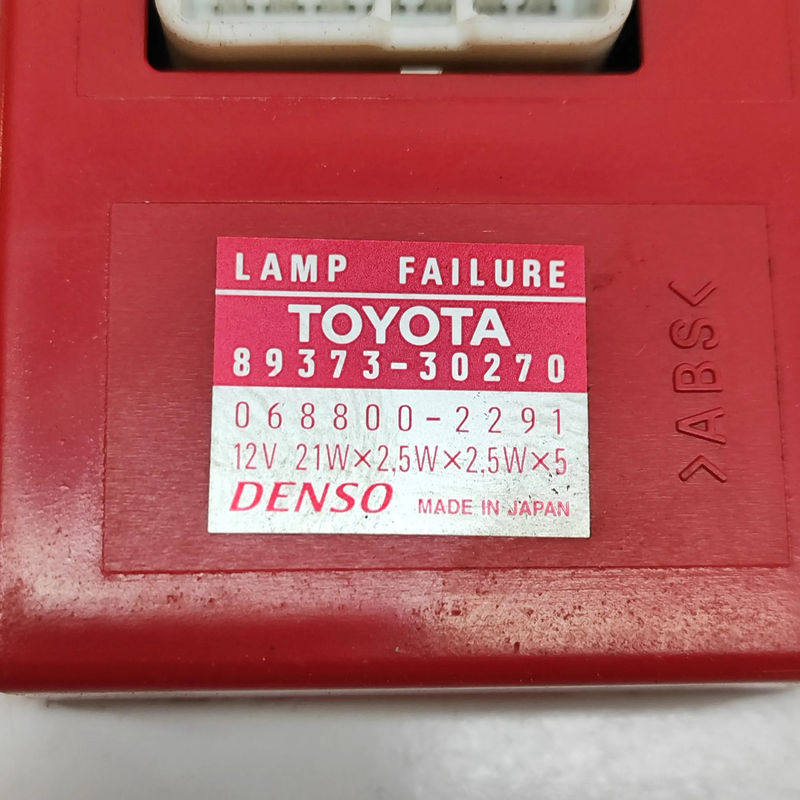 LAMP FAILURE
TOYOTA
89373-30270
068800-2291
12V 21W×2,5W×2,5W×5
DENSO MADE IN JAPAN
>ABS<